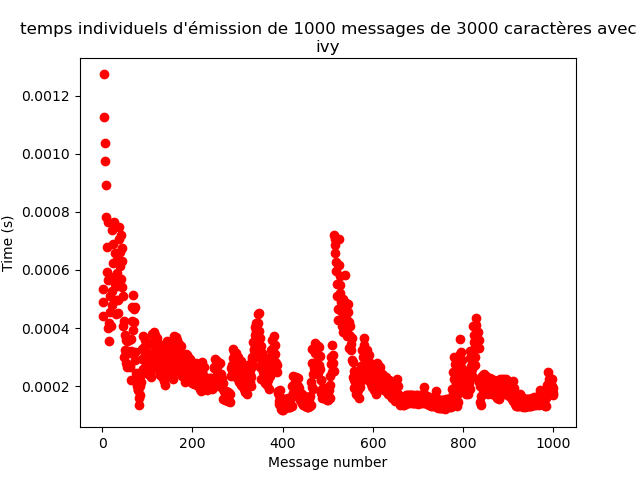 temps individuels d'émission de 1000 messages de 3000 caractères avec
ivy
0.0012
0.0010
0.0008
0.0006
0.0004
0.0002
Time (s)
0 200 400 600 800 1000
Message number